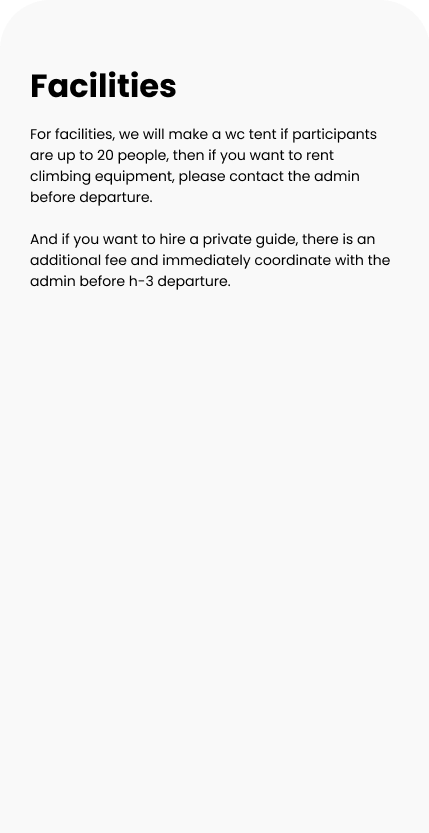 Facilities
For facilities, we will make a wc tent if participants
are up to 20 people, then if you want to rent
climbing equipment, please contact the admin
before departure.
And if you want to hire a private guide, there is an
additional fee and immediately coordinate with the
admin before h-3 departure.